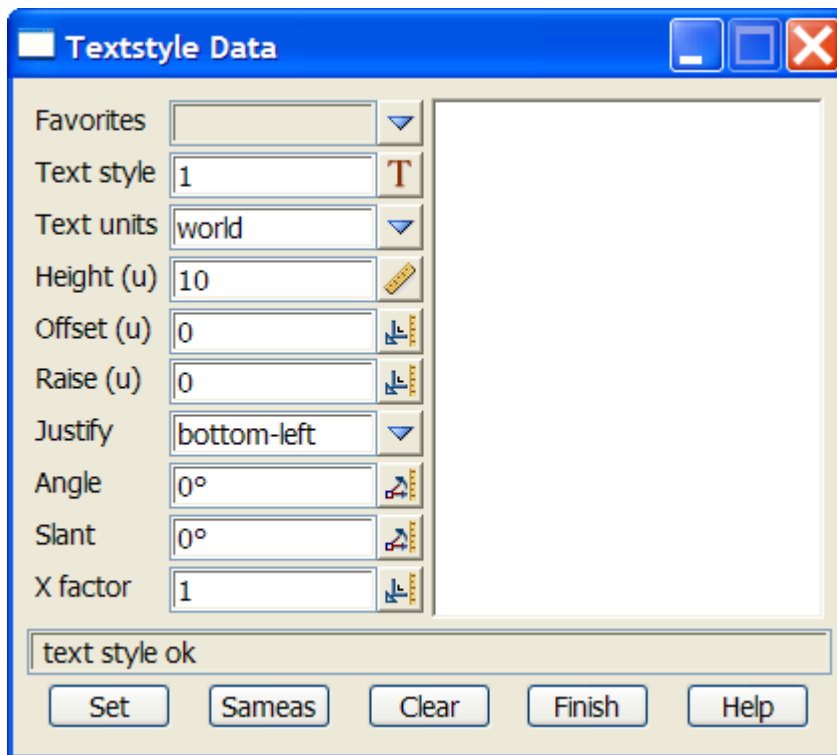 Textstyle Data
Favorites
Text style 1 T
Text units world
Height (u) 10
Offset (u) 0
Raise (u) 0
Justify bottom-left
Angle 0°
Slant 0°
X factor 1
text style ok
Set Sameas Clear Finish Help